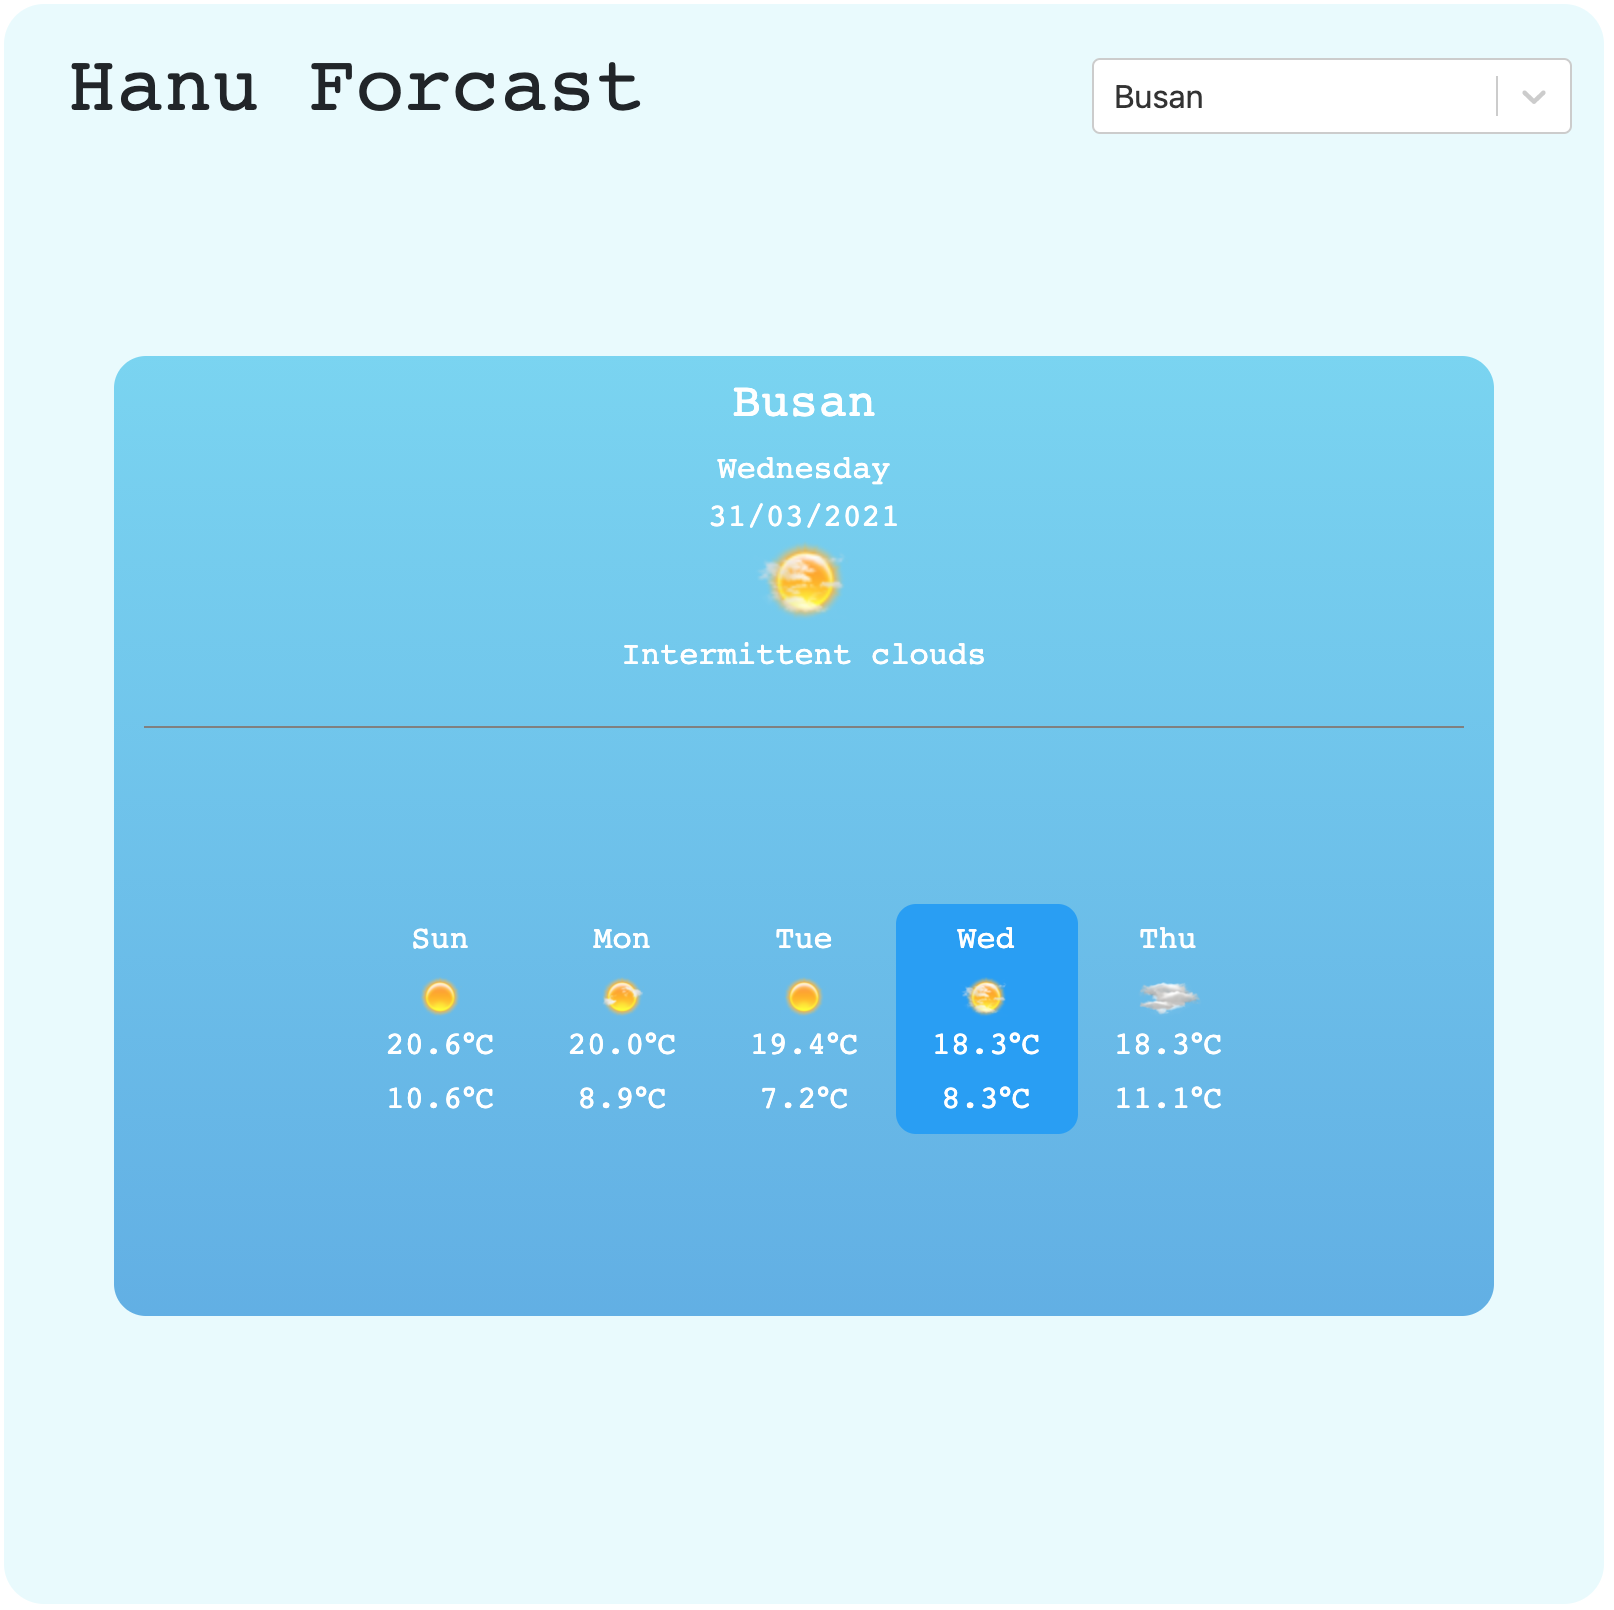 Hanu Forcast
Busan
Busan
Wednesday
31/03/2021
Intermittent clouds
Sun Mon Tue Wed Thu
20.6°C 20.0°C 19.4°C 18.3°C 18.3°C
10.6°C 8.9°C 7.2°C 8.3°C 11.1°C